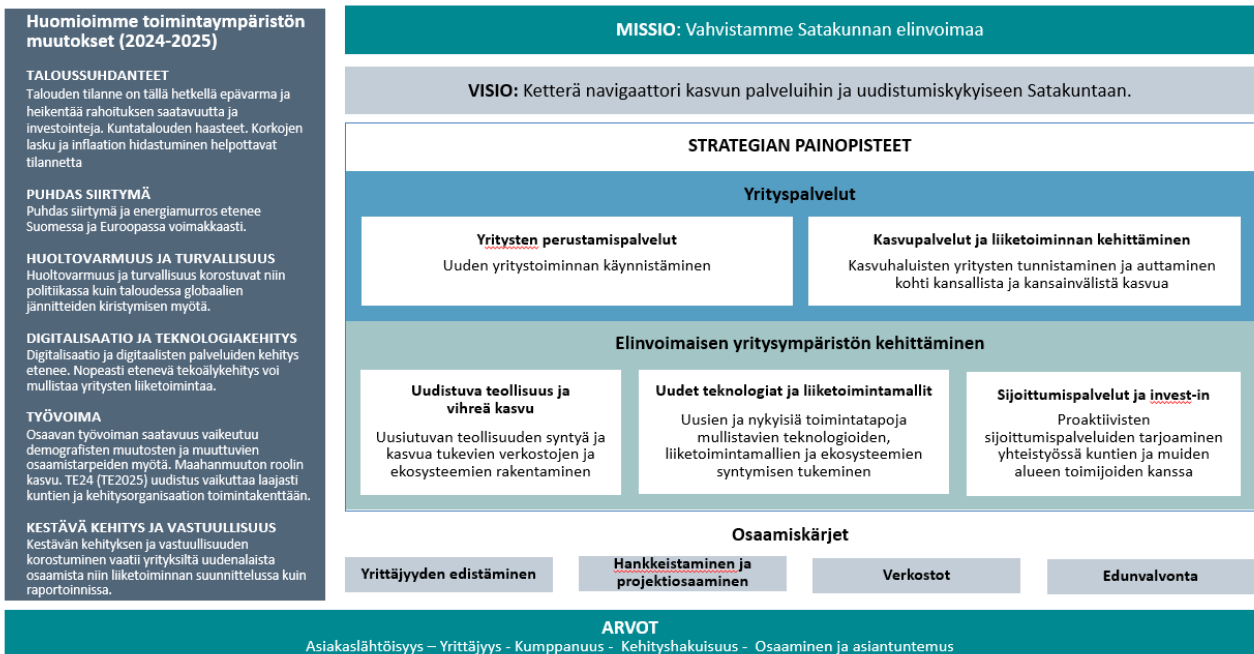 Huomioimme toimintaympäristön
muutokset (2024-2025)
TALOUSSUHDANTEET
Talouden tilanne on tällä hetkellä epävarma ja
heikentää rahoituksen saatavuutta ja
investointeja. Kuntatalouden haasteet. Korkojen
lasku ja inflaation hidastuminen helpottavat
tilannetta
PUHDAS SIIRTYMÄ
Puhdas siirtymä ja energiamurros etenee
Suomessa ja Euroopassa voimakkaasti.
HUOLTOVARMUUS JA TURVALLISUUS
Huoltovarmuus ja turvallisuus korostuvat niin
politiikassa kuin taloudessa globaalien
jännitteiden kiristymisen myötä.
DIGITALISAATIO JA TEKNOLOGIAKEHITYS
Digitalisaatio ja digitaalisten palveluiden kehitys
etenee. Nopeasti etenevä tekoälykehitys voi
mullistaa yritysten liiketoimintaa.
TYÖVOIMA
Osaavan työvoiman saatavuus vaikeutuu
demografisten muutosten ja muuttuvien
osaamistarpeiden myötä. Maahanmuuton roolin
kasvu. TE24 (TE2025) uudistus vaikuttaa laajasti
kuntien ja kehitysorganisaation toimintakenttään.
KESTÄVÄ KEHITYS JA VASTUULLISUUS
Kestävän kehityksen ja vastuullisuuden
korostuminen vaatii yrityksiltä uudenlaista
osaamista niin liiketoiminnan suunnittelussa kuin
raportoinnissa.
MISSIO: Vahvistamme Satakunnan elinvoimaa
VISIO: Ketterä navigaattori kasvun palveluihin ja uudistumiskykyiseen Satakuntaan.
STRATEGIAN PAINOPISTEET
Yrityspalvelut
Yritysten perustamispalvelut
Uuden yritystoiminnan käynnistäminen
Kasvupalvelut ja liiketoiminnan kehittäminen
Kasvuhaluisten yritysten tunnistaminen ja auttaminen
kohti kansallista ja kansainvälistä kasvua
Elinvoimaisen yritysympäristön kehittäminen
Uudistuva teollisuus ja
vihreä kasvu
Uusiutuvan teollisuuden syntyä ja
kasvua tukevien verkostojen ja
ekosysteemien rakentaminen
Uudet teknologiat ja liiketoimintamallit
Uusien ja nykyisiä toimintatapoja
mullistavien teknologioiden,
liiketoimintamallien ja ekosysteemien
syntymisen tukeminen
Sijoittumispalvelut ja invest-in
Proaktiivisten
sijoittumispalveluiden tarjoaminen
yhteistyössä kuntien ja muiden
alueen toimijoiden kanssa
Osaamiskärjet
Yrittäjyyden edistäminen
Hankkeistaminen ja
projektiosaaminen
Verkostot
Edunvalvonta
ARVOT
Asiakaslähtöisyys – Yrittäjyys - Kumppanuus - Kehityshakuisuus - Osaaminen ja asiantuntemus